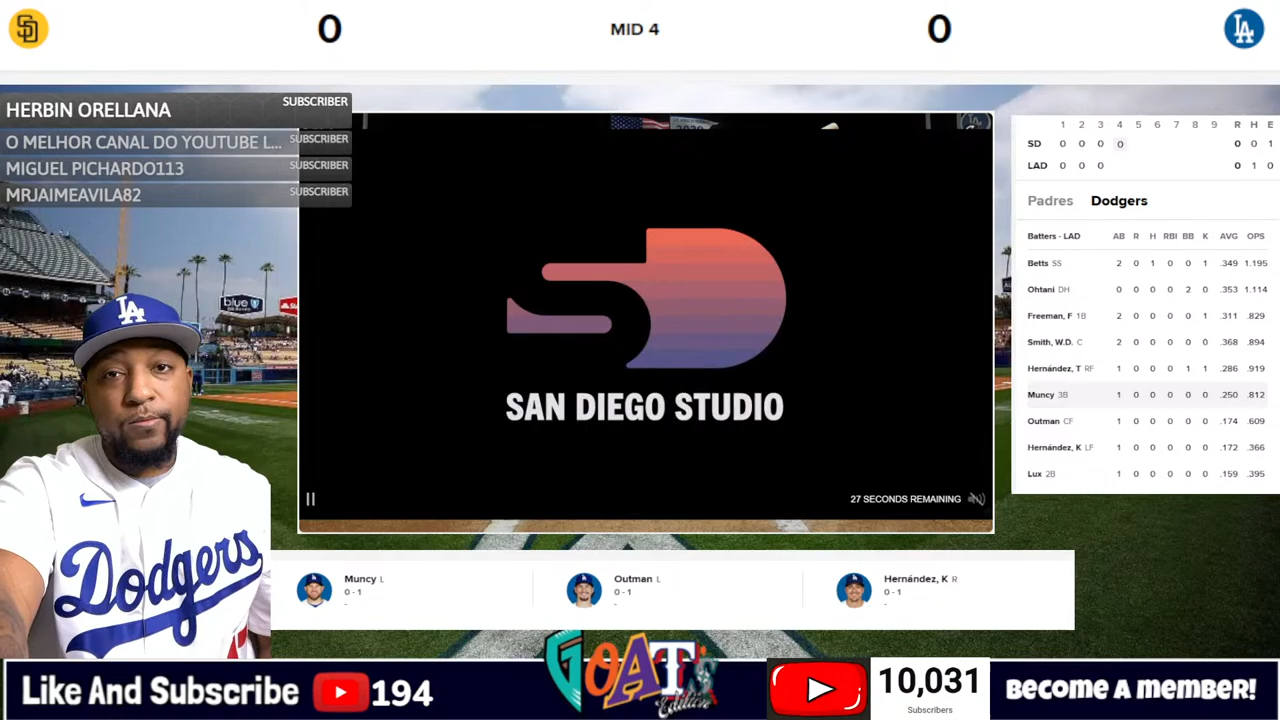 SD
0
MID 4
0
LA
HERBIN ORELLANA SUBSCRIBER
O MELHOR CANAL DO YOUTUBE L... SUBSCRIBER
MIGUEL PICHARDO113 SUBSCRIBER
MRJAIMEAVILA82 SUBSCRIBER
SAN DIEGO STUDIO
27 SECONDS REMAINING
1 2 3 4 5 6 7 8 9 R H E
SD 0 0 0 0 0 0 1
LAD 0 0 0 0 1 0
Padres Dodgers
Batters - LAD AB R H RBI BB K AVG OPS
Betts SS 2 0 1 0 0 1 .349 1.195
Ohtani DH 0 0 0 0 2 0 .353 1.114
Freeman, F 1B 2 0 0 0 0 1 .311 .829
Smith, W.D. C 2 0 0 0 0 0 .368 .894
Hernández, T RF 1 0 0 0 1 1 .286 .919
Muncy 3B 1 0 0 0 0 0 .250 .812
Outman CF 1 0 0 0 0 0 .174 .609
Hernández, K LF 1 0 0 0 0 0 .172 .366
Lux 2B 1 0 0 0 0 0 .159 .395
blue
LA
Dodgers
Muncy L
0 - 1
-
Outman L
0 - 1
-
Hernández, K R
0 - 1
-
Like And Subscribe 194
GOAT
Edition
10,031
Subscribers
BECOME A MEMBER!